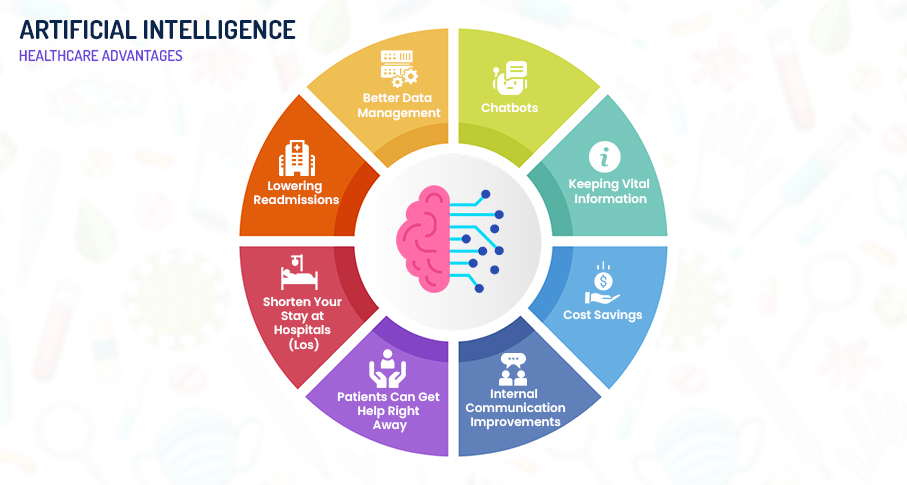 ARTIFICIAL INTELLIGENCE
HEALTHCARE ADVANTAGES
Better Data
Management
Chatbots
Keeping Vital
Information
Cost Savings
$
Internal
Communication
Improvements
Patients Can Get
Help Right
Away
Shorten Your
Stay at
Hospitals
(Los)
Lowering
Readmissions